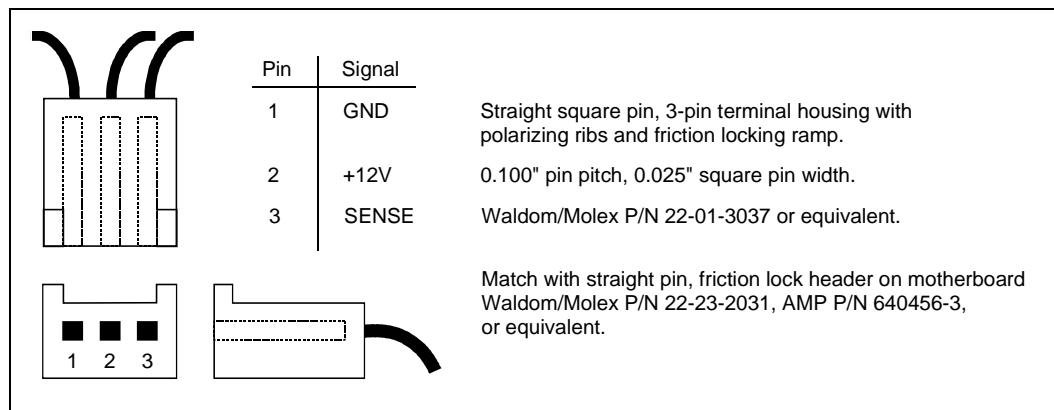 Pin Signal
1 GND Straight square pin, 3-pin terminal housing with
polarizing ribs and friction locking ramp.
2 +12V 0.100" pin pitch, 0.025" square pin width.
3 SENSE Waldom/Molex P/N 22-01-3037 or equivalent.
Match with straight pin, friction lock header on motherboard
Waldom/Molex P/N 22-23-2031, AMP P/N 640456-3,
or equivalent.
1 2 3